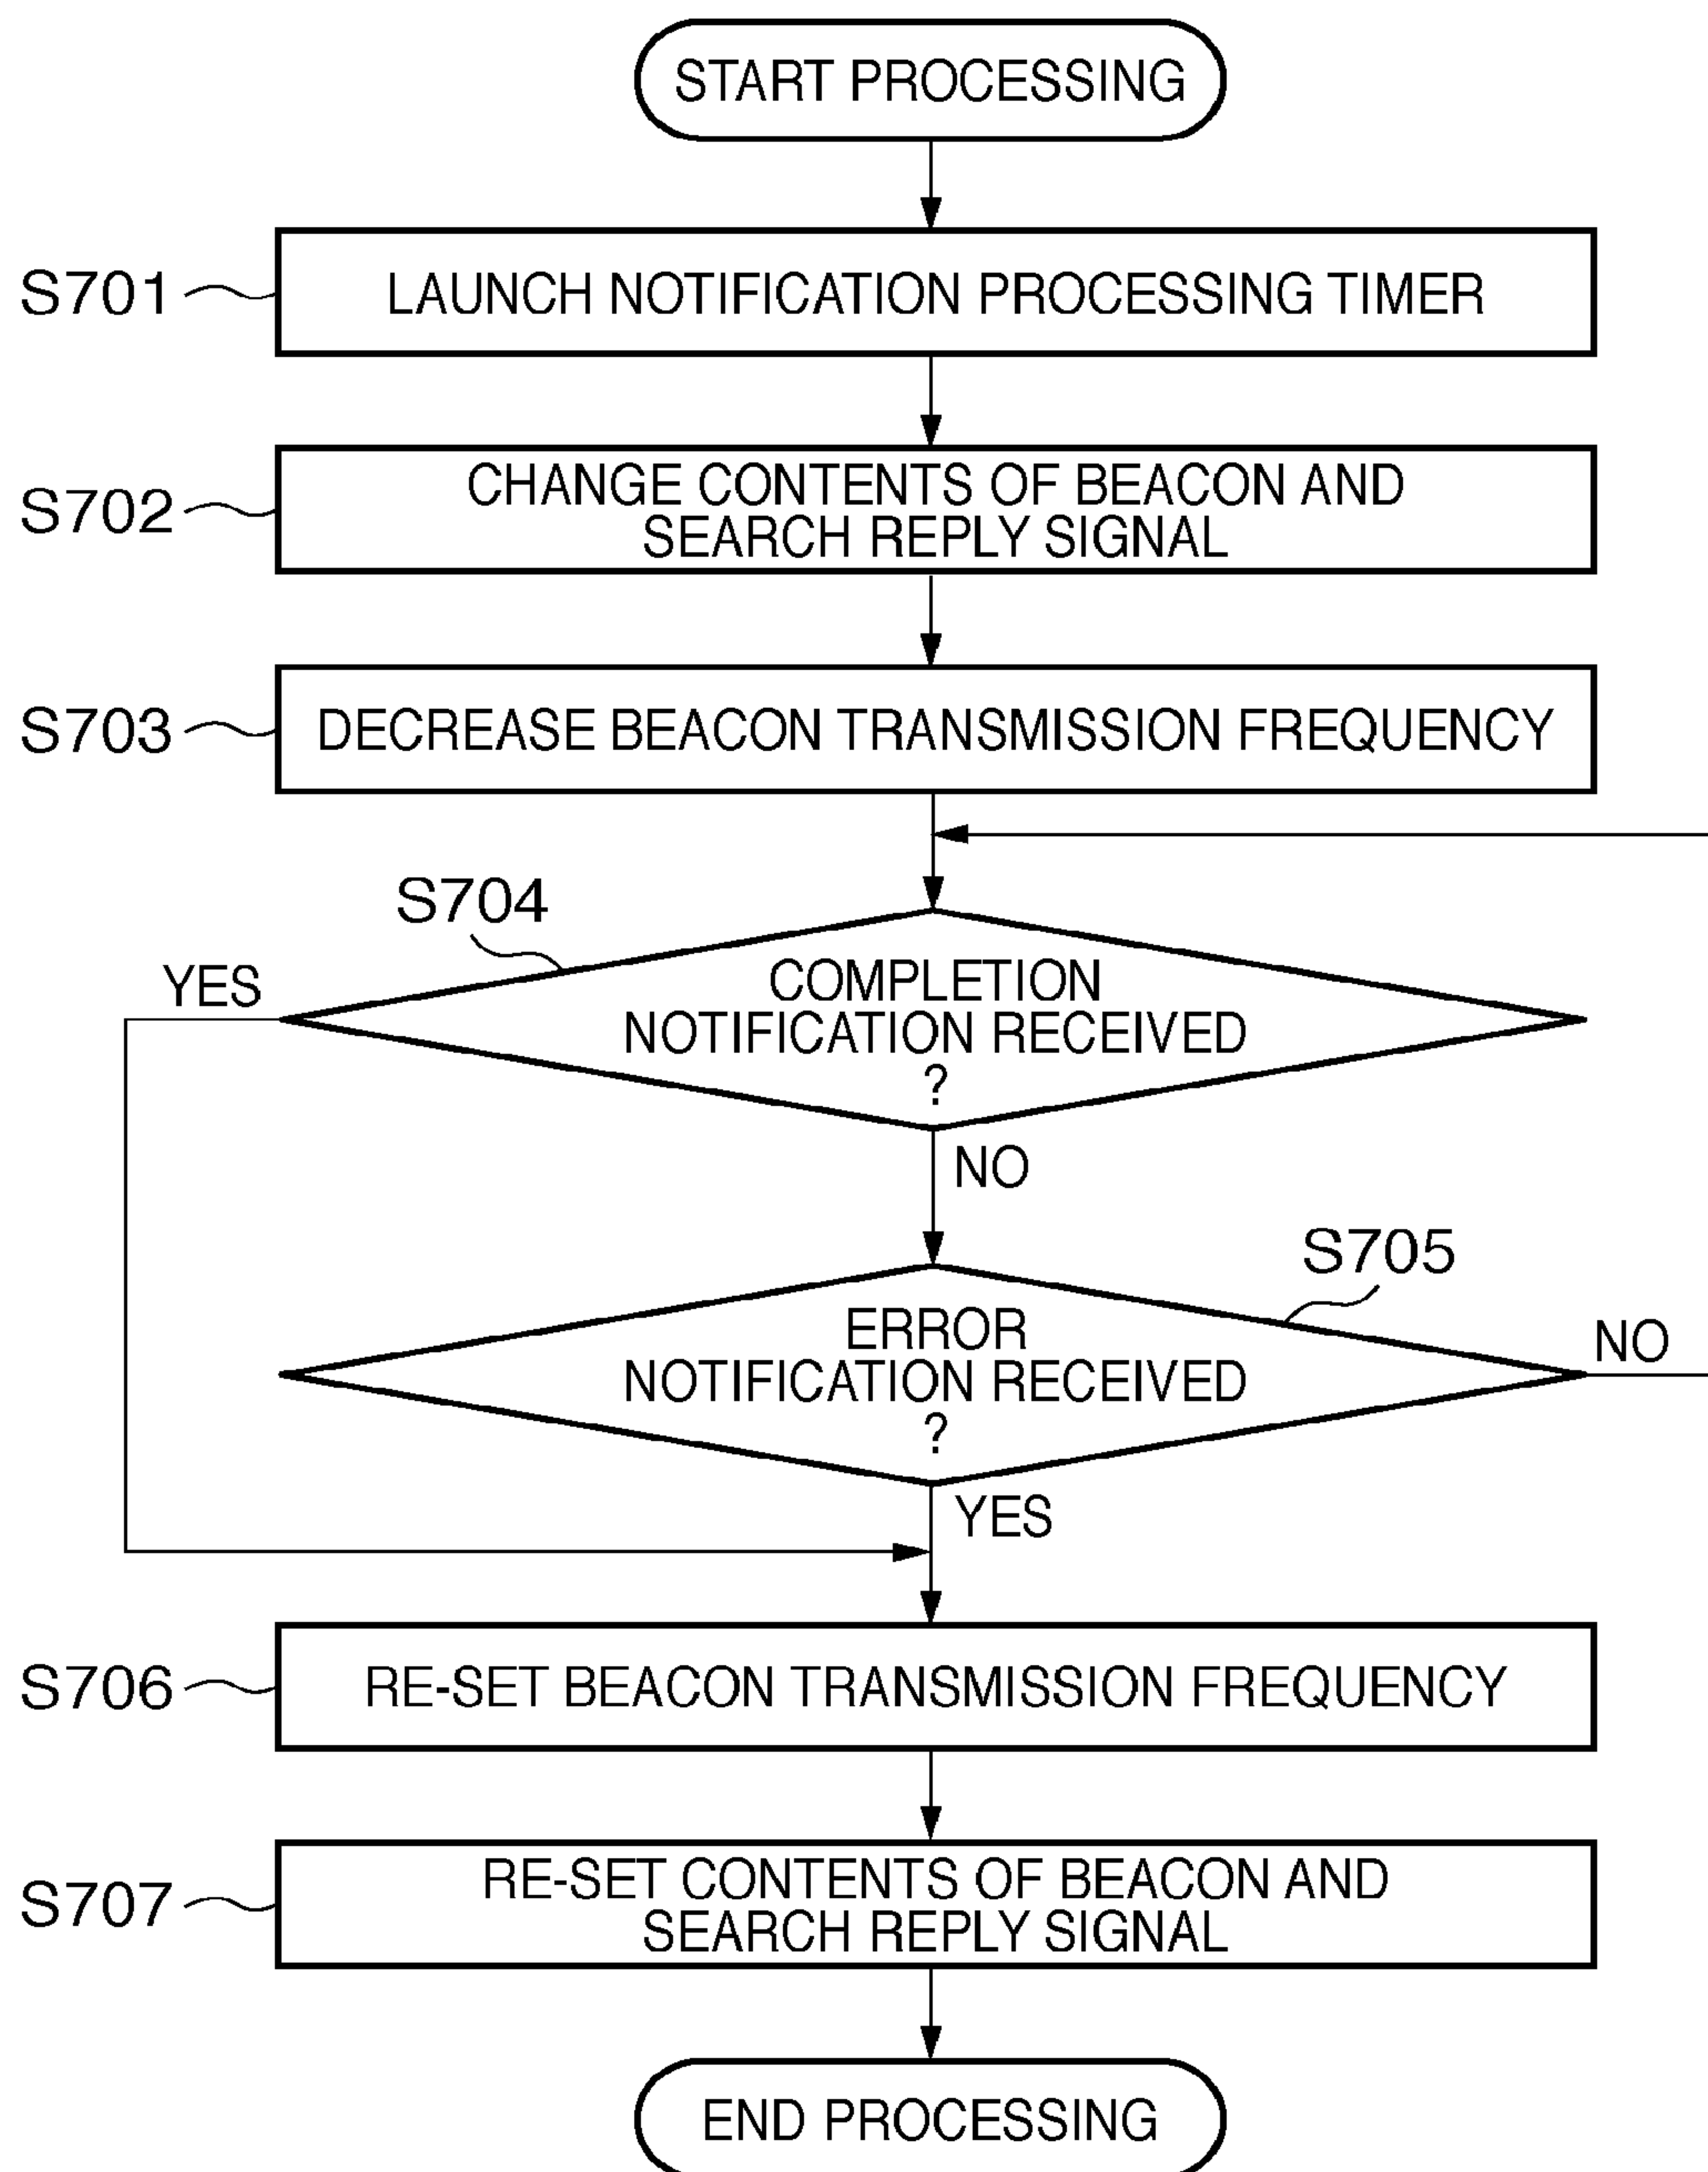 START PROCESSING
S701
LAUNCH NOTIFICATION PROCESSING TIMER
S702
CHANGE CONTENTS OF BEACON AND
SEARCH REPLY SIGNAL
S703
DECREASE BEACON TRANSMISSION FREQUENCY
S704
YES
COMPLETION
NOTIFICATION RECEIVED
?
NO
S705
ERROR
NOTIFICATION RECEIVED
?
NO
YES
S706
RE-SET BEACON TRANSMISSION FREQUENCY
S707
RE-SET CONTENTS OF BEACON AND
SEARCH REPLY SIGNAL
END PROCESSING